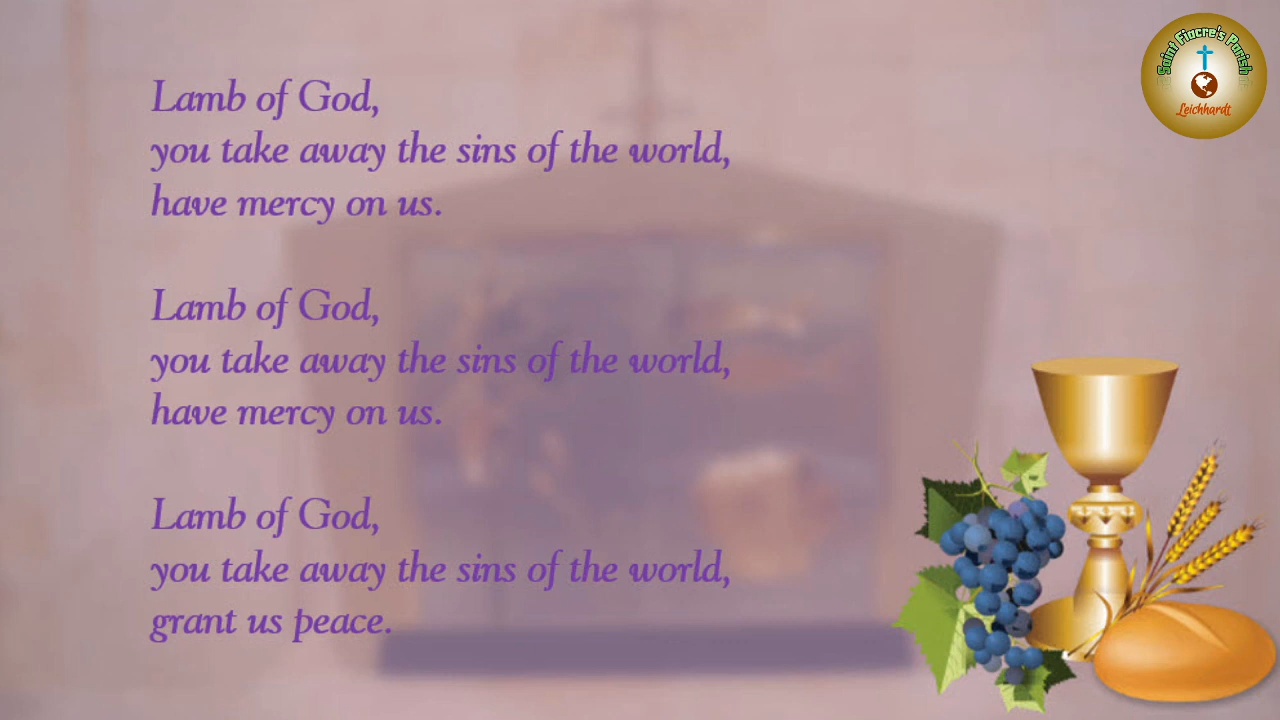 Lamb of God,
you take away the sins of the world,
have mercy on us.
Lamb of God,
you take away the sins of the world,
have mercy on us.
Lamb of God,
you take away the sins of the world,
grant us peace.
Saint Fiacre's Parish
Leichhardt